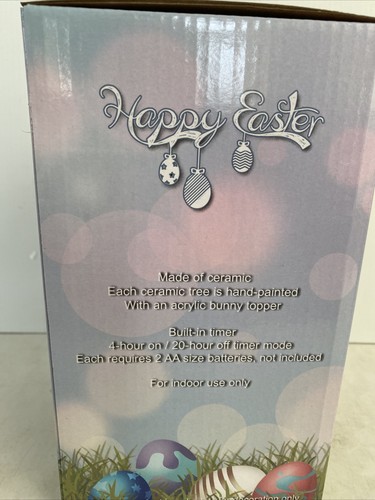 Happy Easter
Made of ceramic
Each ceramic tree is hand-painted
With an acrylic bunny topper
Built-in timer
4-hour on / 20-hour off timer mode
Each requires 2 AA size batteries, not included
For indoor use only
decoration only